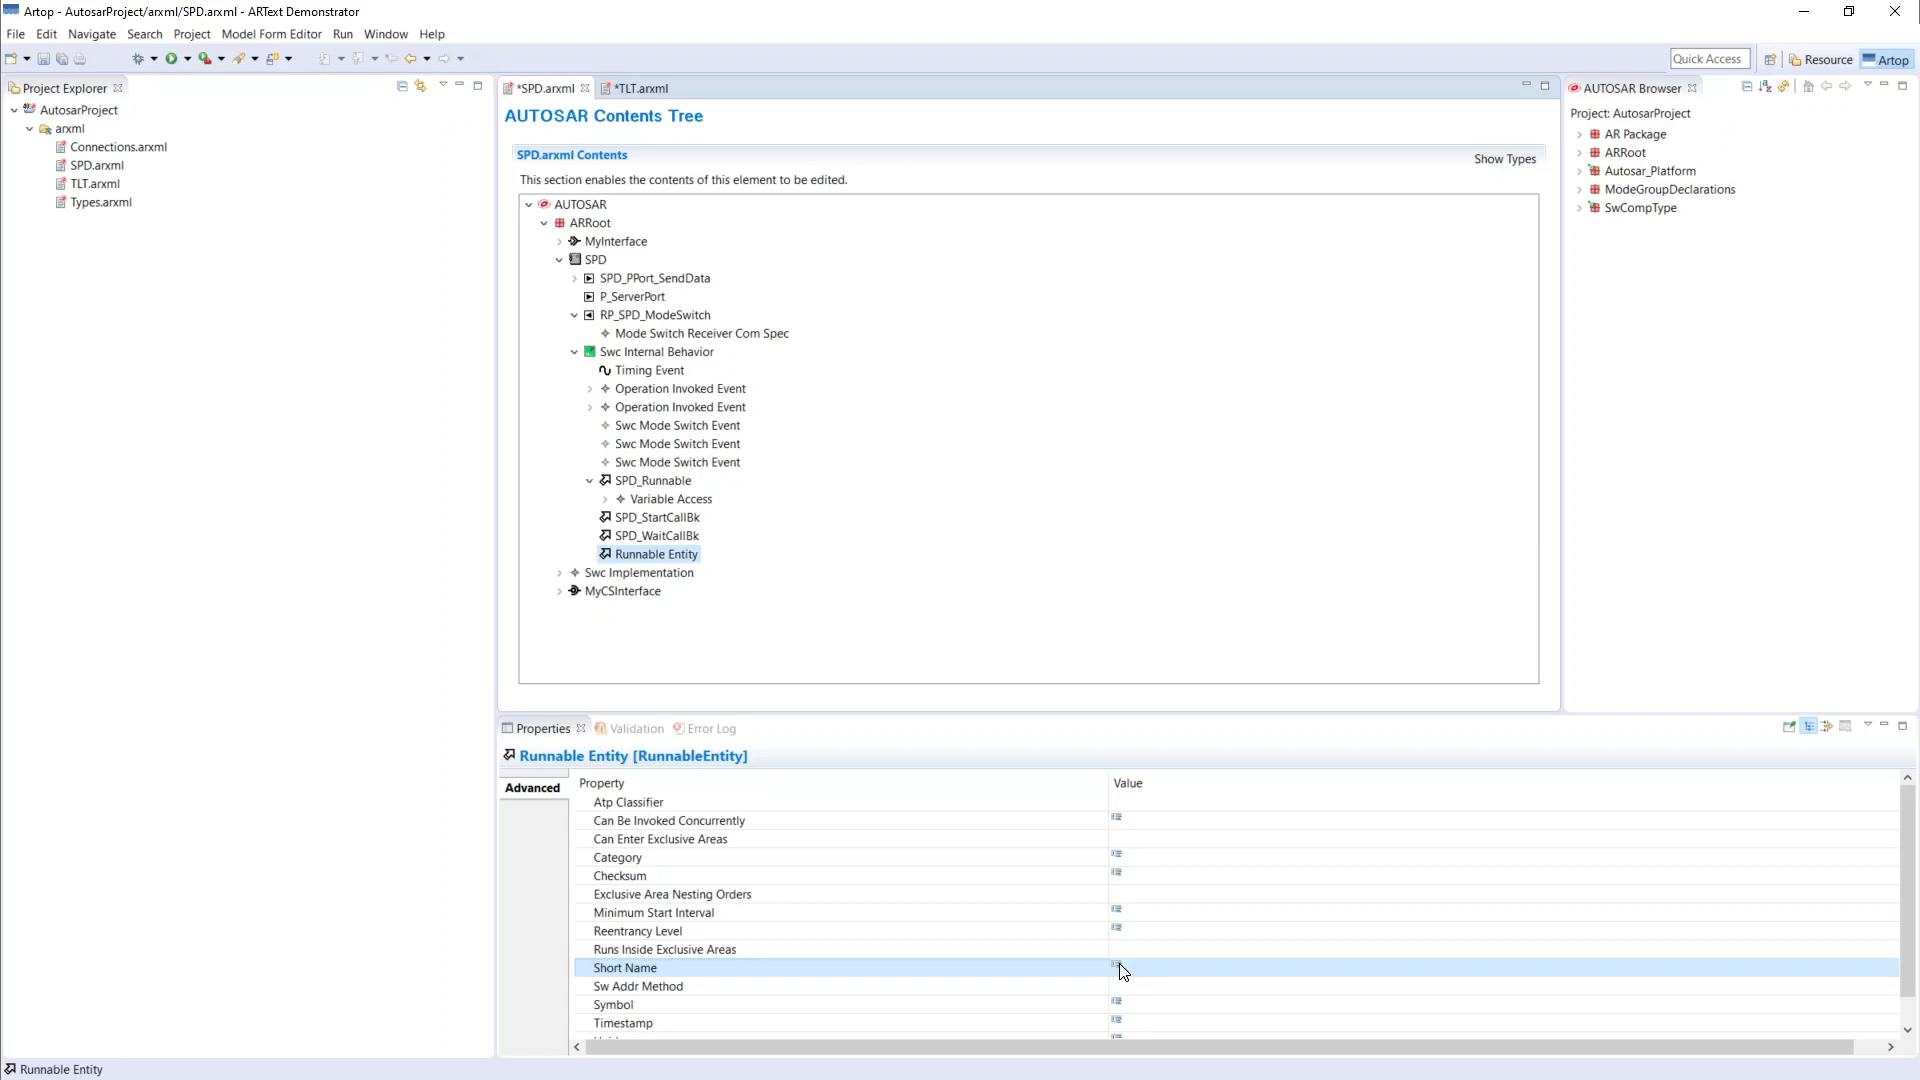 Artop - AutosarProject/arxml/SPD.arxml - ARText Demonstrator
File Edit Navigate Search Project Model Form Editor Run Window Help
Quick Access
Resource
Artop
Project Explorer
AutosarProject
arxml
Connections.arxml
SPD.arxml
TLT.arxml
Types.arxml
*SPD.arxml
*TLT.arxml
AUTOSAR Contents Tree
SPD.arxml Contents
Show Types
This section enables the contents of this element to be edited.
AUTOSAR
ARRoot
MyInterface
SPD
SPD_PPort_SendData
P_ServerPort
RP_SPD_ModeSwitch
Mode Switch Receiver Com Spec
Swc Internal Behavior
Timing Event
Operation Invoked Event
Operation Invoked Event
Swc Mode Switch Event
Swc Mode Switch Event
Swc Mode Switch Event
SPD_Runnable
Variable Access
SPD_StartCallBk
SPD_WaitCallBk
Runnable Entity
Swc Implementation
MyCSInterface
AUTOSAR Browser
Project: AutosarProject
AR Package
ARRoot
Autosar_Platform
ModeGroupDeclarations
SwCompType
Properties
Validation
Error Log
Runnable Entity [RunnableEntity]
Advanced
Property Value
Atp Classifier
Can Be Invoked Concurrently
Can Enter Exclusive Areas
Category
Checksum
Exclusive Area Nesting Orders
Minimum Start Interval
Reentrancy Level
Runs Inside Exclusive Areas
Short Name
Sw Addr Method
Symbol
Timestamp
Runnable Entity